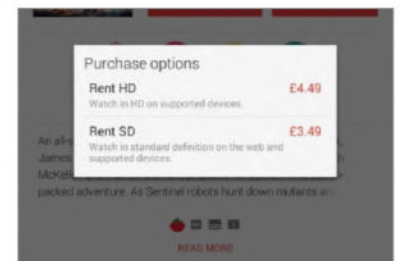 Purchase options
Rent HD £4.49
Watch in HD on supported devices.
Rent SD £3.49
Watch in standard definition on the web and
supported devices.
An all-s
James
McKell
packed adventure. As Sentinel robots hunt down mutants an
READ MORE